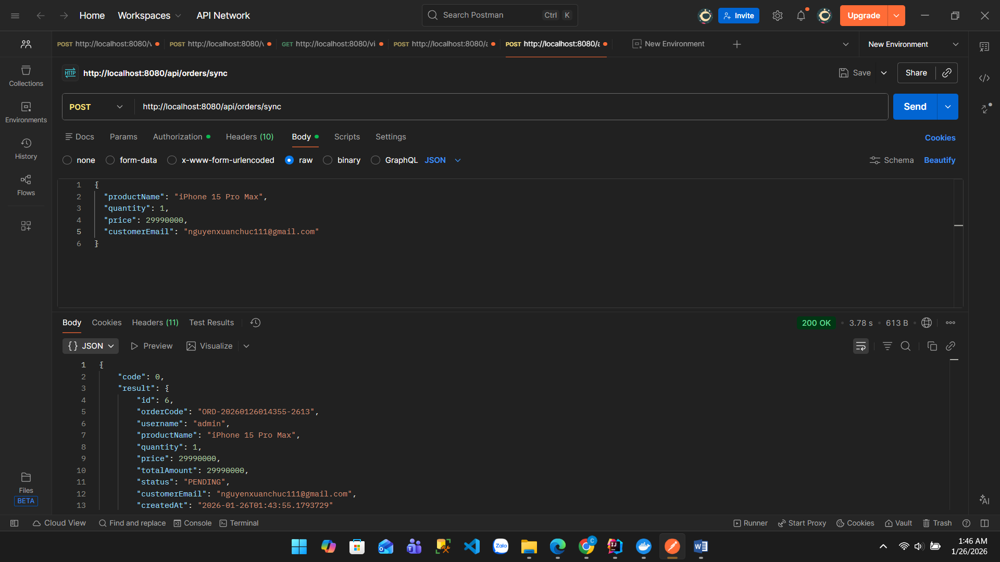 Home
Workspaces
API Network
Search Postman
Ctrl
K
Invite
Upgrade
POST http://localhost:8080/v
POST http://localhost:8080/v
GET http://localhost:8080/vi
POST http://localhost:8080/a
POST http://localhost:8080/a
New Environment
New Environment
Collections
Environments
History
Flows
Files
BETA
HTTP
http://localhost:8080/api/orders/sync
Save
Share
POST
http://localhost:8080/api/orders/sync
Send
Docs
Params
Authorization
Headers (10)
Body
Scripts
Settings
Cookies
none
form-data
x-www-form-urlencoded
raw
binary
GraphQL
JSON
Schema
Beautify
1 {
2 "productName": "iPhone 15 Pro Max",
3 "quantity": 1,
4 "price": 29990000,
5 "customerEmail": "nguyenxuanchuc111@gmail.com"
6 }
Body
Cookies
Headers (11)
Test Results
200 OK
3.78 s
613 B
{} JSON
Preview
Visualize
1 {
2 "code": 0,
3 "result": {
4 "id": 6,
5 "orderCode": "ORD-20260126014355-2613",
6 "username": "admin",
7 "productName": "iPhone 15 Pro Max",
8 "quantity": 1,
9 "price": 29990000,
10 "totalAmount": 29990000,
11 "status": "PENDING",
12 "customerEmail": "nguyenxuanchuc111@gmail.com",
13 "createdAt": "2026-01-26T01:43:55.1793729"
AI
Cloud View
Find and replace
Console
Terminal
Runner
Start Proxy
Cookies
Vault
Trash
Zalo
C
IJ
W
1:46 AM
1/26/2026